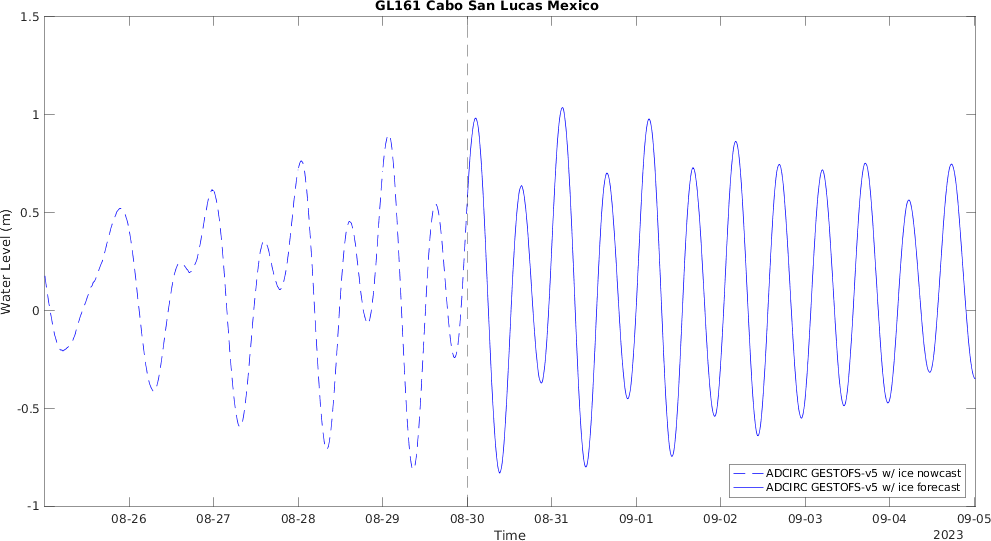 GL161 Cabo San Lucas Mexico
1.5
1
0.5
0
-0.5
-1
Water Level (m)
08-26 08-27 08-28 08-29 08-30 08-31 09-01 09-02 09-03 09-04 09-05
Time
2023
ADCIRC GESTOFS-v5 w/ ice nowcast
ADCIRC GESTOFS-v5 w/ ice forecast